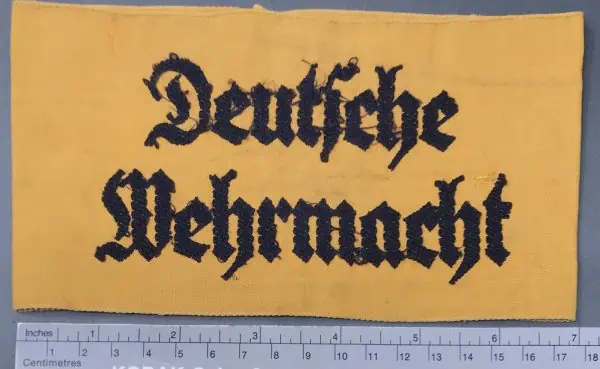 Deutſche
Wehrmacht
Inches 1 2 3 4 5 6 7
1 2 3 4 5 6 7 8 9 10 11 12 13 14 15 16 17 18
Centimetres